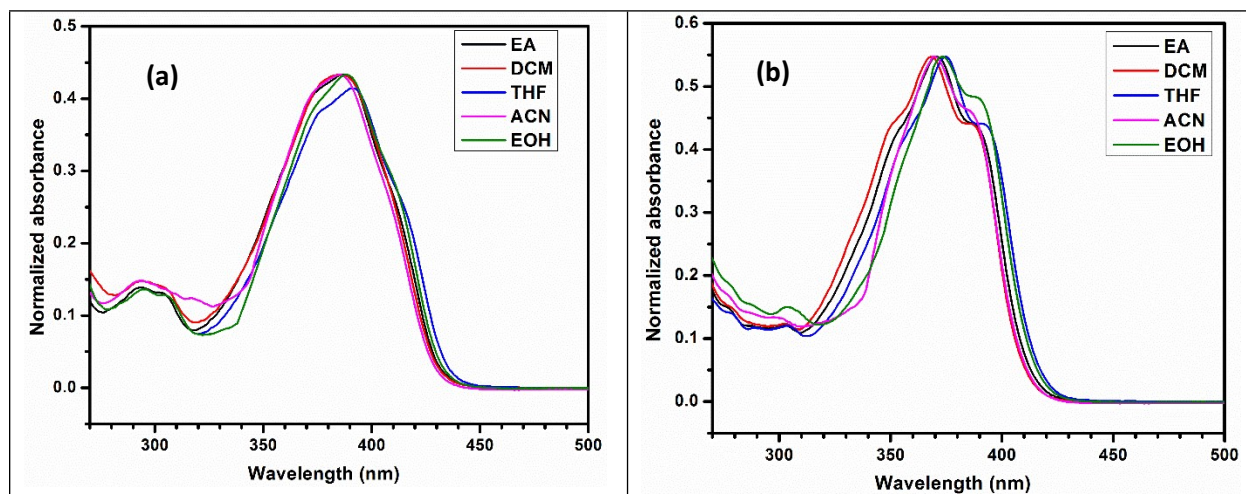 (a)
EA
DCM
THF
ACN
EOH
Normalized absorbance
0.5
0.4
0.3
0.2
0.1
0.0
300 350 400 450 500
Wavelength (nm)
(b)
EA
DCM
THF
ACN
EOH
Normalized absorbance
0.6
0.5
0.4
0.3
0.2
0.1
0.0
300 350 400 450 500
Wavelength (nm)